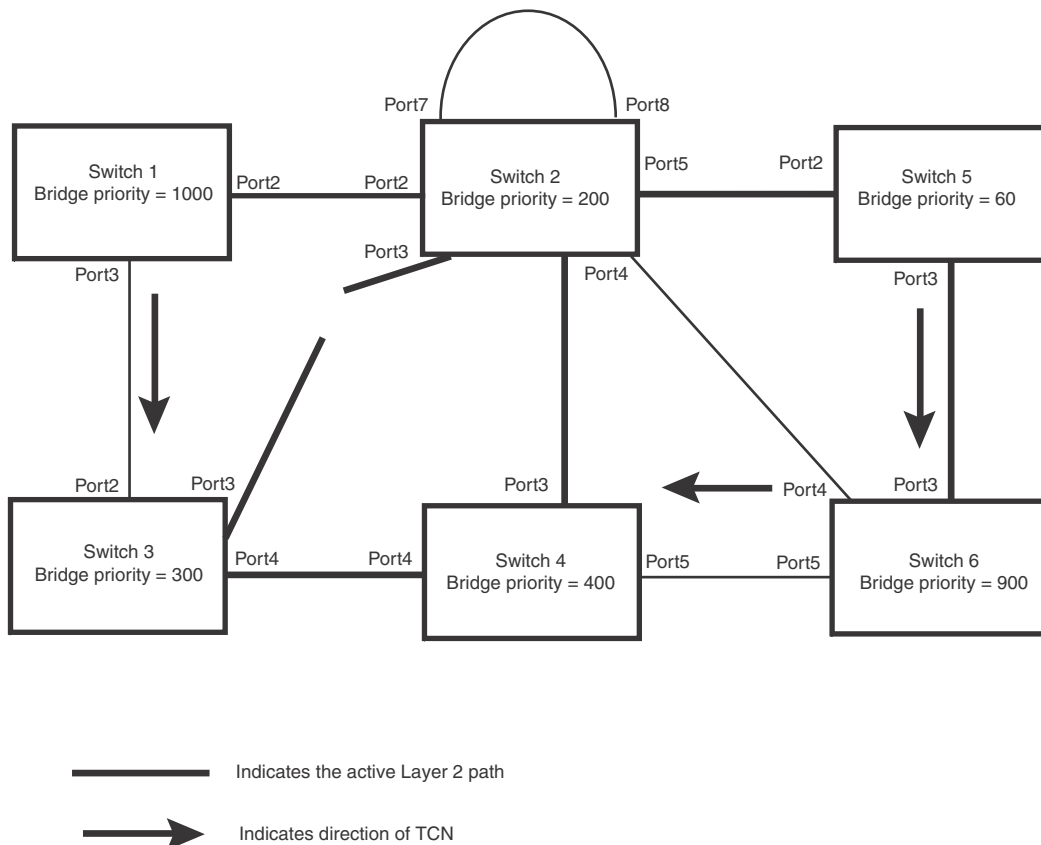 Port7
Port8
Switch 1
Bridge priority = 1000
Port2
Port2
Switch 2
Bridge priority = 200
Port5
Port2
Switch 5
Bridge priority = 60
Port3
Port3
Port4
Port3
Port2
Port3
Port3
Port4
Port3
Switch 3
Bridge priority = 300
Port4
Port4
Switch 4
Bridge priority = 400
Port5
Port5
Switch 6
Bridge priority = 900
Indicates the active Layer 2 path
Indicates direction of TCN